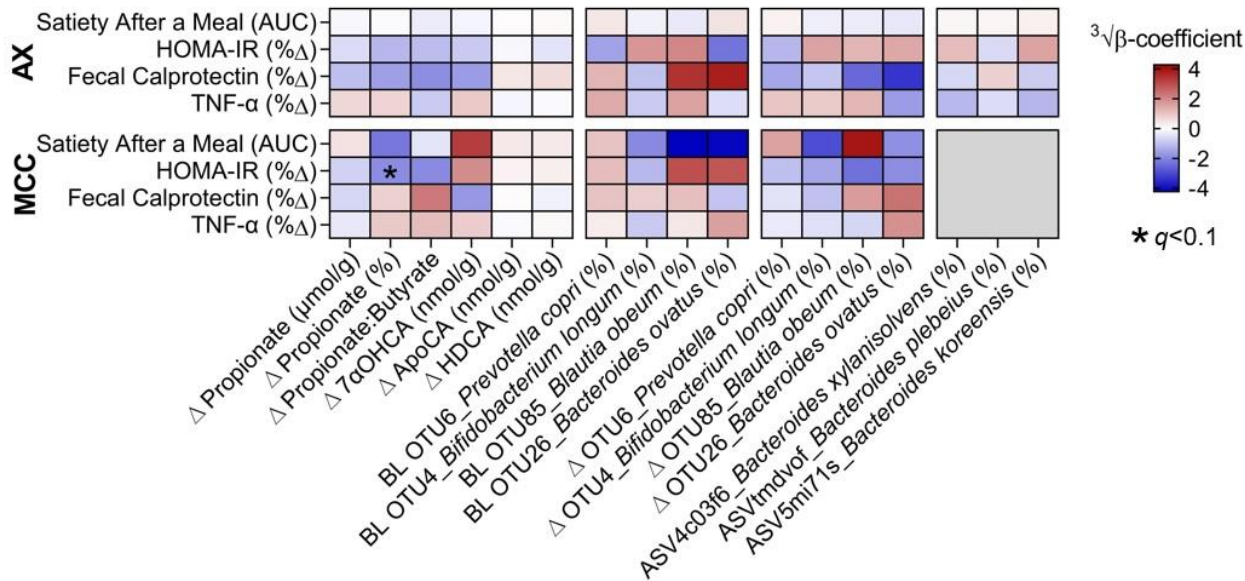 AX
Satiety After a Meal (AUC)
HOMA-IR (%Δ)
Fecal Calprotectin (%Δ)
TNF-α (%Δ)
MCC
Satiety After a Meal (AUC)
HOMA-IR (%Δ)
*
Fecal Calprotectin (%Δ)
TNF-α (%Δ)
△ Propionate (μmol/g)
△ Propionate (%)
△ Propionate:Butyrate
△ 7αOHCA (nmol/g)
△ ApoCA (nmol/g)
△ HDCA (nmol/g)
BL OTU6_Prevotella copri (%)
BL OTU4_Bifidobacterium longum (%)
BL OTU85_Blautia obeum (%)
BL OTU26_Bacteroides ovatus (%)
△ OTU6_Prevotella copri (%)
△ OTU4_Bifidobacterium longum (%)
△ OTU85_Blautia obeum (%)
△ OTU26_Bacteroides ovatus (%)
ASV4c03f6_Bacteroides xylanisolvens (%)
ASVtmdvof_Bacteroides plebeius (%)
ASV5mi71s_Bacteroides koreensis (%)
³√β-coefficient
4
2
0
-2
-4
* q<0.1